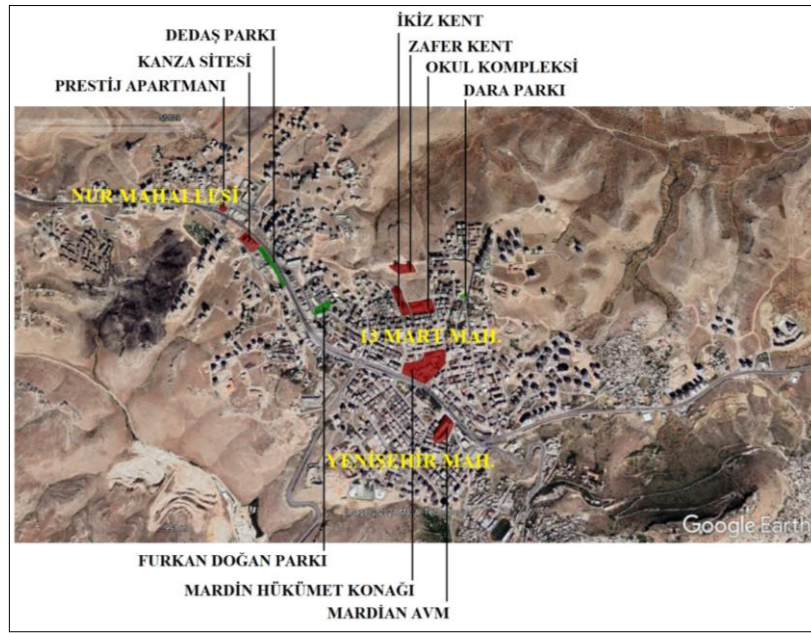 İKİZ KENT
ZAFER KENT
DEDAŞ PARKI
OKUL KOMPLEKSİ
KANZA SİTESİ
DARA PARKI
PRESTİJ APARTMANI
NUR MAHALLESİ
13 MART MAH.
YENİŞEHİR MAH.
Google Earth
FURKAN DOĞAN PARKI
MARDİN HÜKÜMET KONAĞI
MARDİAN AVM